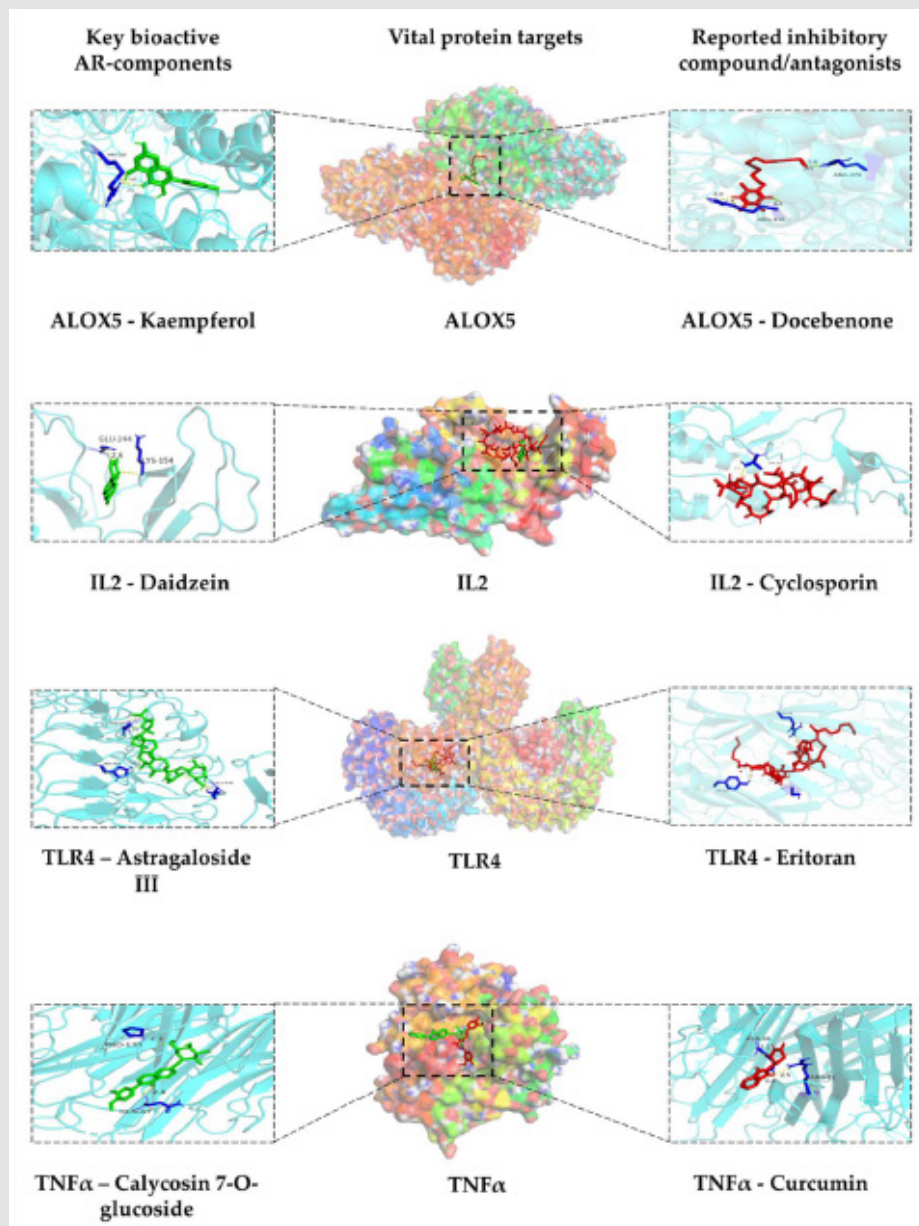 Key bioactive
AR-components
Vital protein targets
Reported inhibitory
compound/antagonists
ALOX5 - Kaempferol
ALOX5
ALOX5 - Docebenone
GLU-244
2.8
LYS-154
IL2 - Daidzein
IL2
IL2 - Cyclosporin
TLR4 – Astragaloside
III
TLR4
TLR4 - Eritoran
TNFα – Calycosin 7-O-
glucoside
TNFα
TNFα - Curcumin